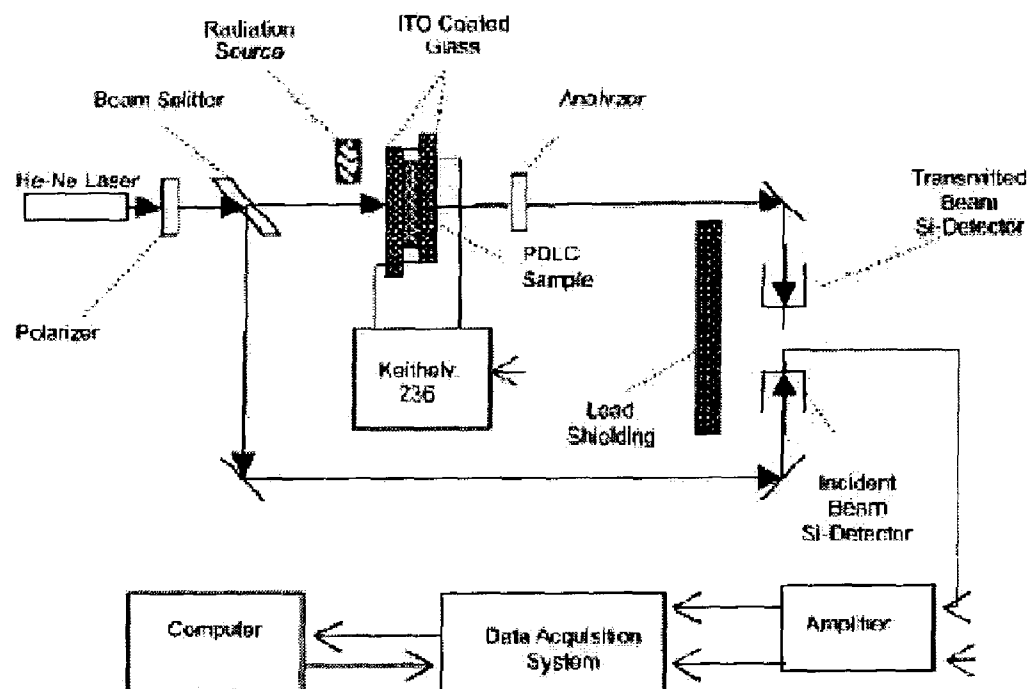 Radiation
Source
ITO Coated
Glass
Beam Splitter
Analyzer
He-Ne Laser
Transmitted
Beam
Si-Detector
PDLC
Sample
Polarizer
Keithely
236
Lead
Shielding
Incident
Beam
Si-Detector
Computer
Data Acquisition
System
Amplifier